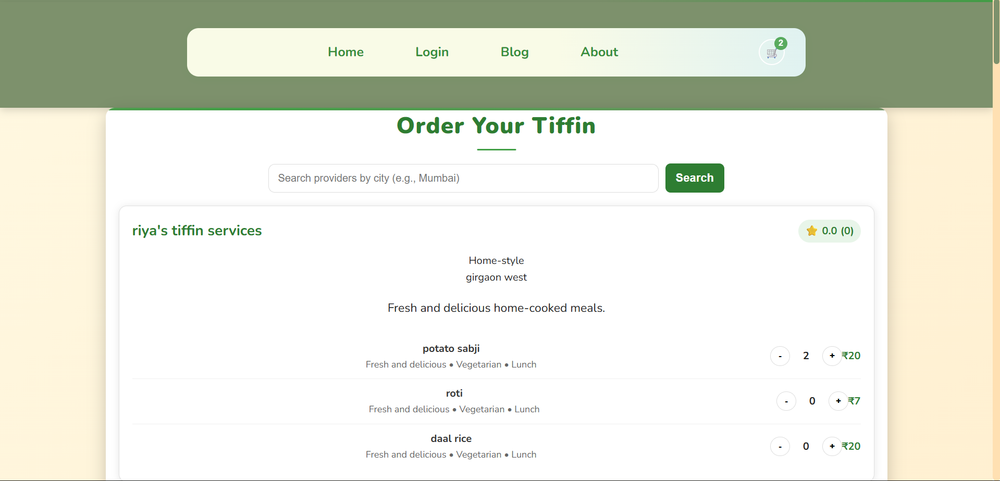 Home Login Blog About 2
Order Your Tiffin
Search providers by city (e.g., Mumbai) Search
riya's tiffin services ⭐ 0.0 (0)
Home-style
girgaon west
Fresh and delicious home-cooked meals.
potato sabji
Fresh and delicious • Vegetarian • Lunch
- 2 + ₹20
roti
Fresh and delicious • Vegetarian • Lunch
- 0 + ₹7
daal rice
Fresh and delicious • Vegetarian • Lunch
- 0 + ₹20